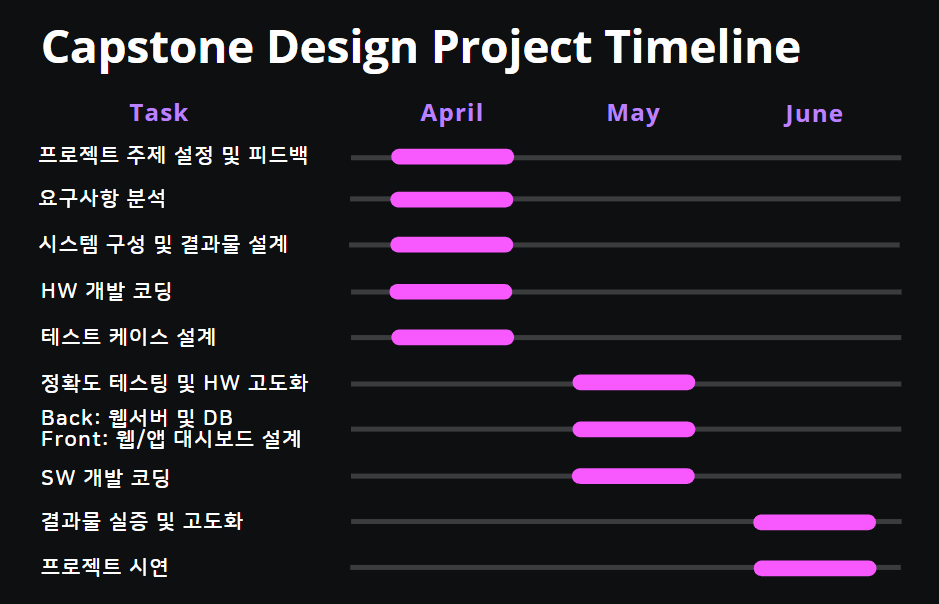 Capstone Design Project Timeline
Task April May June
프로젝트 주제 설정 및 피드백
요구사항 분석
시스템 구성 및 결과물 설계
HW 개발 코딩
테스트 케이스 설계
정확도 테스팅 및 HW 고도화
Back: 웹서버 및 DB
Front: 웹/앱 대시보드 설계
SW 개발 코딩
결과물 실증 및 고도화
프로젝트 시연